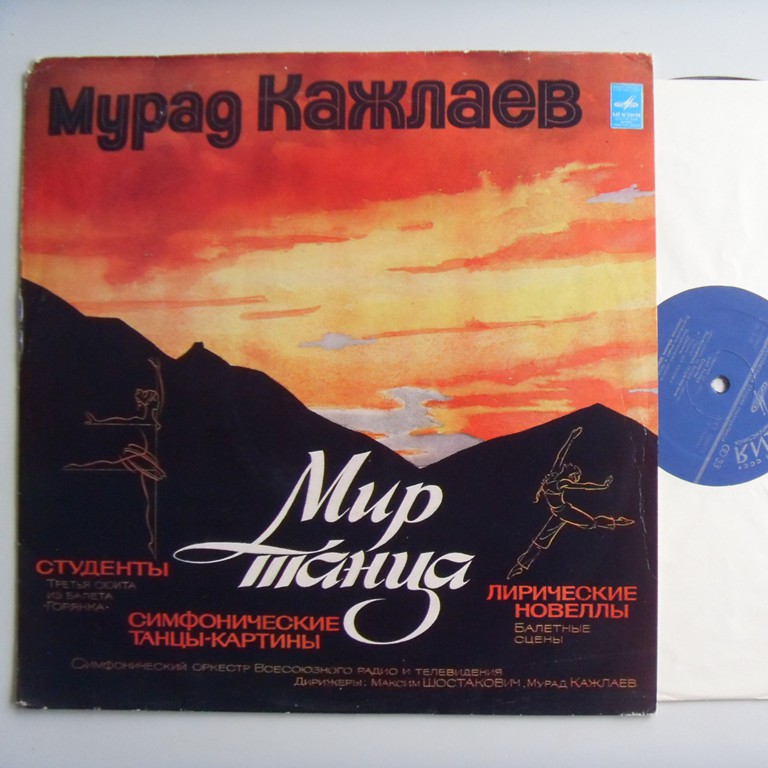 Мурад Кажлаев
Мир
танца
СТУДЕНТЫ
ТРЕТЬЯ СЮИТА
ИЗ БАЛЕТА
«ГОРЯНКА»
СИМФОНИЧЕСКИЕ
ТАНЦЫ-КАРТИНЫ
ЛИРИЧЕСКИЕ
НОВЕЛЛЫ
БАЛЕТНЫЕ
СЦЕНЫ
СИМФОНИЧЕСКИЙ ОРКЕСТР ВСЕСОЮЗНОГО РАДИО И ТЕЛЕВИДЕНИЯ
ДИРИЖЕРЫ: МАКСИМ ШОСТАКОВИЧ, МУРАД КАЖЛАЕВ